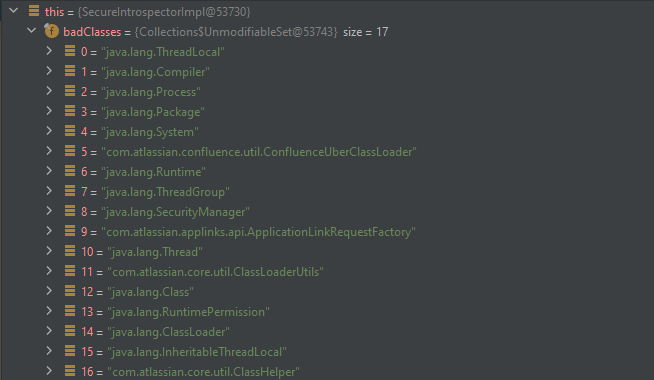 this = {SecureIntrospectorImpl@53730}
f badClasses = {Collections$UnmodifiableSet@53743} size = 17
0 = "java.lang.ThreadLocal"
1 = "java.lang.Compiler"
2 = "java.lang.Process"
3 = "java.lang.Package"
4 = "java.lang.System"
5 = "com.atlassian.confluence.util.ConfluenceUberClassLoader"
6 = "java.lang.Runtime"
7 = "java.lang.ThreadGroup"
8 = "java.lang.SecurityManager"
9 = "com.atlassian.applinks.api.ApplicationLinkRequestFactory"
10 = "java.lang.Thread"
11 = "com.atlassian.core.util.ClassLoaderUtils"
12 = "java.lang.Class"
13 = "java.lang.RuntimePermission"
14 = "java.lang.ClassLoader"
15 = "java.lang.InheritableThreadLocal"
16 = "com.atlassian.core.util.ClassHelper"